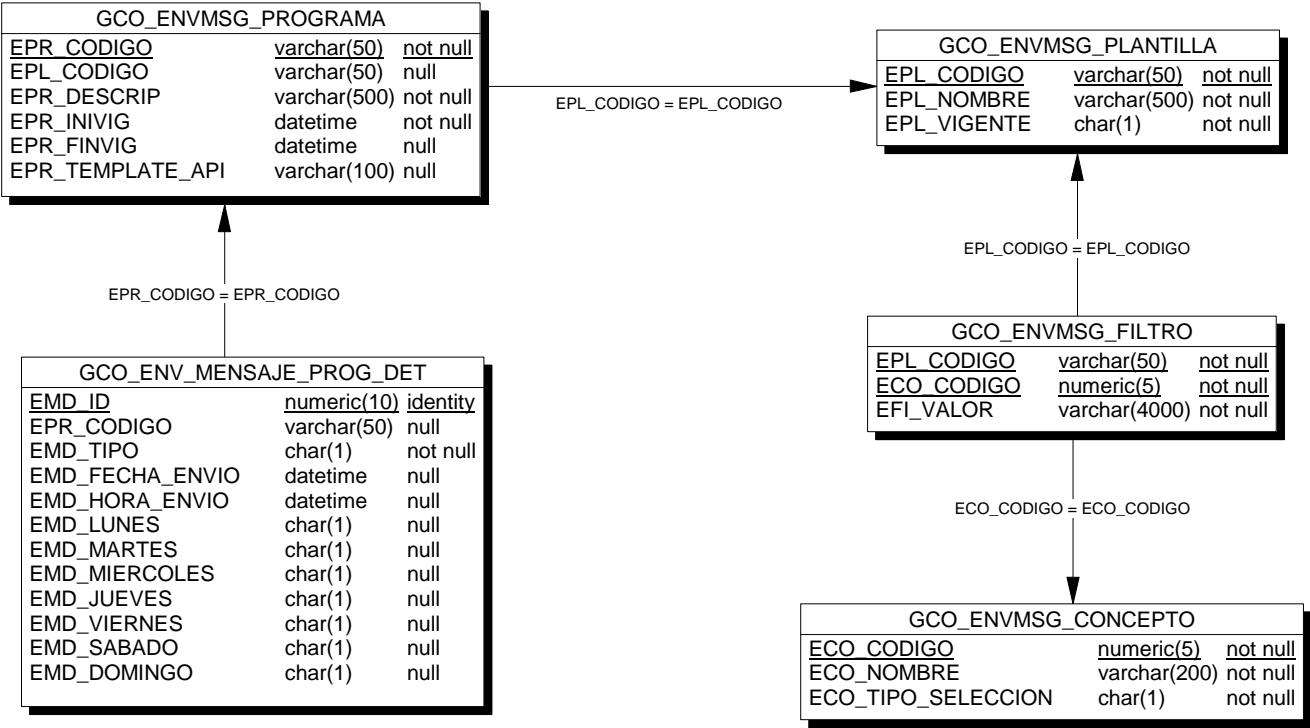 GCO_ENVMSG_PROGRAMA
EPR_CODIGO varchar(50) not null
EPL_CODIGO varchar(50) null
EPR_DESCRIP varchar(500) not null
EPR_INIVIG datetime not null
EPR_FINVIG datetime null
EPR_TEMPLATE_API varchar(100) null
EPL_CODIGO = EPL_CODIGO
GCO_ENVMSG_PLANTILLA
EPL_CODIGO varchar(50) not null
EPL_NOMBRE varchar(500) not null
EPL_VIGENTE char(1) not null
EPR_CODIGO = EPR_CODIGO
EPL_CODIGO = EPL_CODIGO
GCO_ENV_MENSAJE_PROG_DET
EMD_ID numeric(10) identity
EPR_CODIGO varchar(50) null
EMD_TIPO char(1) not null
EMD_FECHA_ENVIO datetime null
EMD_HORA_ENVIO datetime null
EMD_LUNES char(1) null
EMD_MARTES char(1) null
EMD_MIERCOLES char(1) null
EMD_JUEVES char(1) null
EMD_VIERNES char(1) null
EMD_SABADO char(1) null
EMD_DOMINGO char(1) null
GCO_ENVMSG_FILTRO
EPL_CODIGO varchar(50) not null
ECO_CODIGO numeric(5) not null
EFI_VALOR varchar(4000) not null
ECO_CODIGO = ECO_CODIGO
GCO_ENVMSG_CONCEPTO
ECO_CODIGO numeric(5) not null
ECO_NOMBRE varchar(200) not null
ECO_TIPO_SELECCION char(1) not null